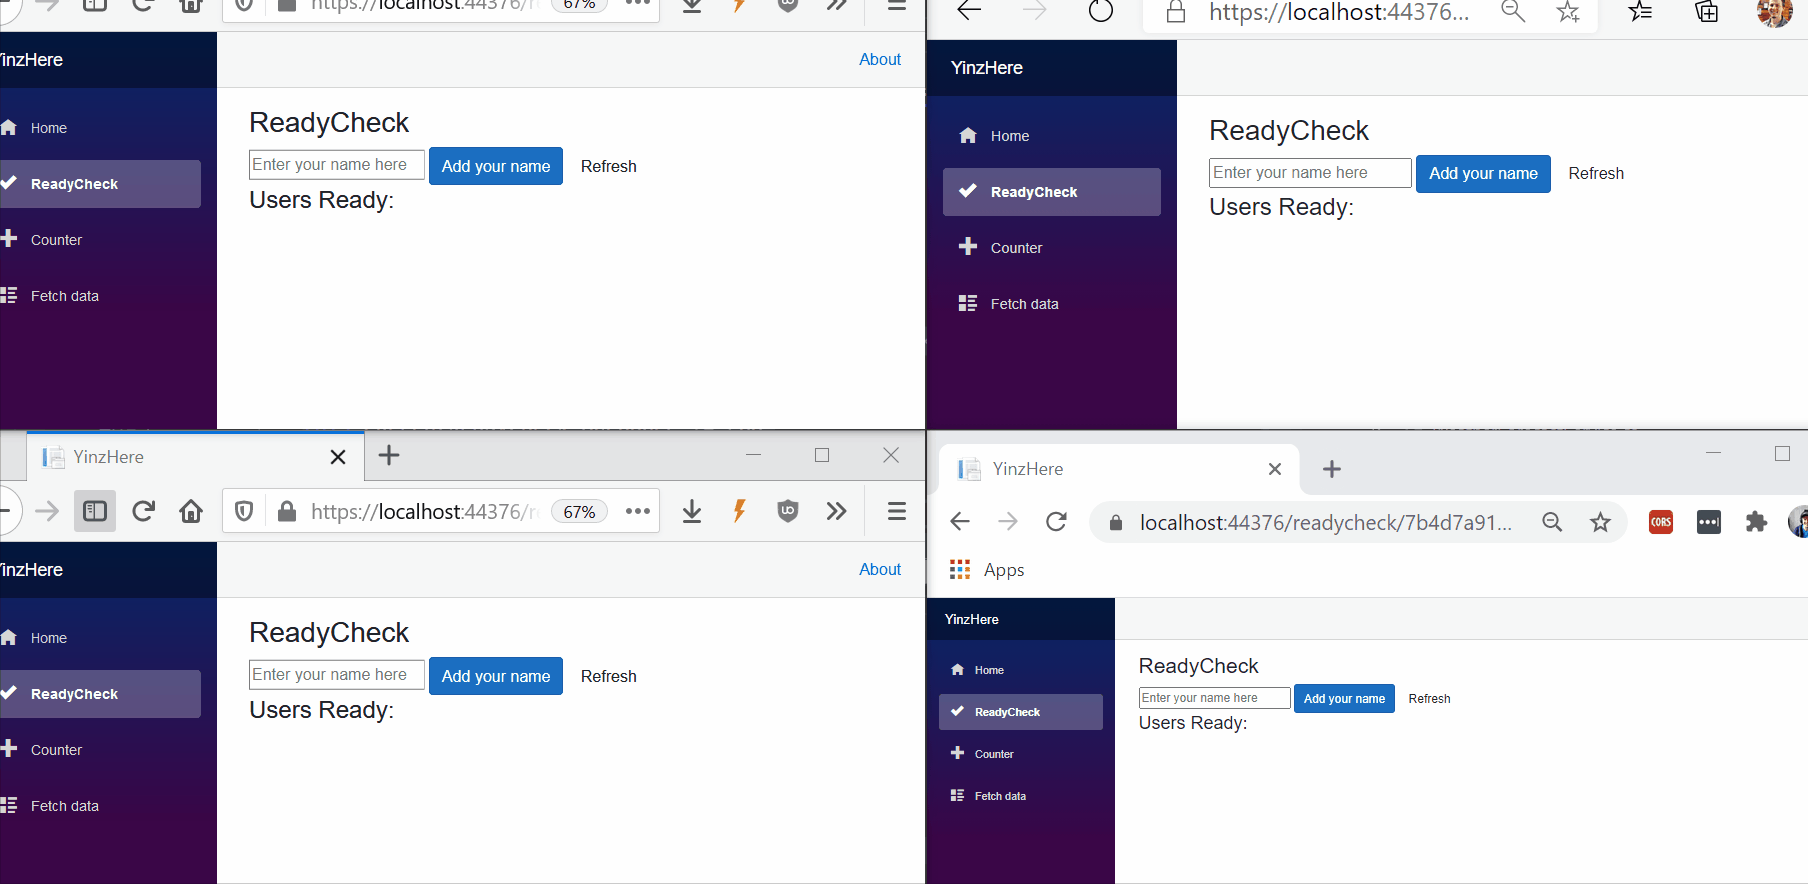 https://localhost:44376/re
67%
YinzHere
About
Home
ReadyCheck
Counter
Fetch data
ReadyCheck
Enter your name here
Add your name
Refresh
Users Ready:
https://localhost:44376...
YinzHere
Home
ReadyCheck
Counter
Fetch data
ReadyCheck
Enter your name here
Add your name
Refresh
Users Ready:
YinzHere
https://localhost:44376/r
67%
YinzHere
About
Home
ReadyCheck
Counter
Fetch data
ReadyCheck
Enter your name here
Add your name
Refresh
Users Ready:
YinzHere
localhost:44376/readycheck/7b4d7a91...
CORS
Apps
YinzHere
Home
ReadyCheck
Counter
Fetch data
ReadyCheck
Enter your name here
Add your name
Refresh
Users Ready: